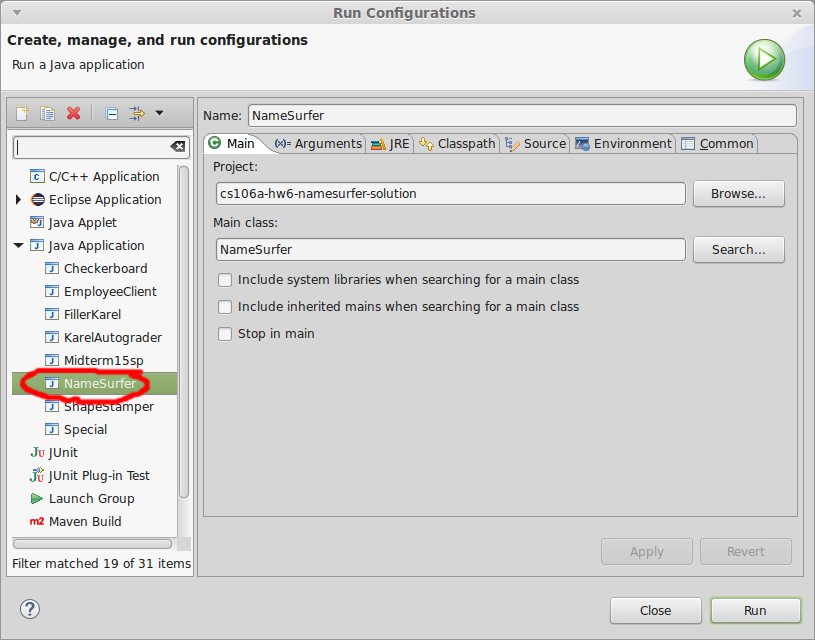 Run Configurations
Create, manage, and run configurations
Run a Java application
Name: NameSurfer
Main (x)= Arguments JRE Classpath Source Environment Common
C/C++ Application
Eclipse Application
Java Applet
Java Application
Checkerboard
EmployeeClient
FillerKarel
KarelAutograder
Midterm15sp
NameSurfer
ShapeStamper
Special
JUnit
JUnit Plug-in Test
Launch Group
m2 Maven Build
Filter matched 19 of 31 items
Project:
cs106a-hw6-namesurfer-solution Browse...
Main class:
NameSurfer Search...
Include system libraries when searching for a main class
Include inherited mains when searching for a main class
Stop in main
Apply Revert
? Close Run